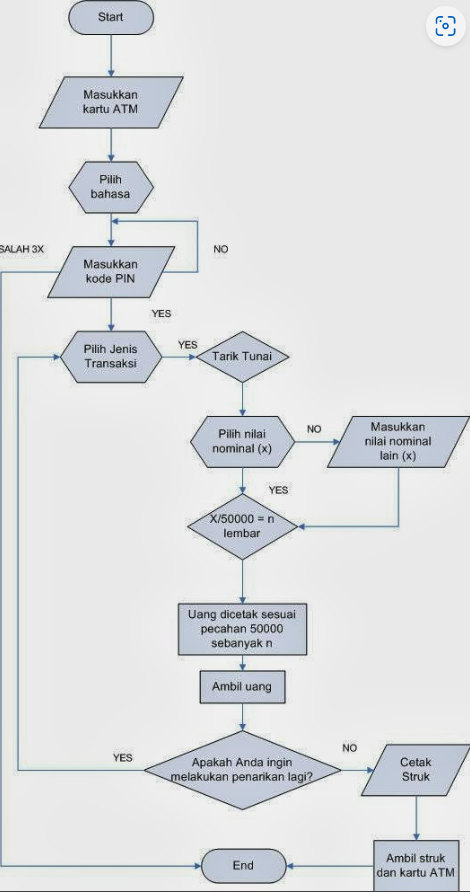 Start
Masukkan
kartu ATM
Pilih
bahasa
SALAH 3X
NO
Masukkan
kode PIN
YES
Pilih Jenis
Transaksi
YES
Tarik Tunai
Pilih nilai
nominal (x)
NO
Masukkan
nilai nominal
lain (x)
YES
X/50000 = n
lembar
Uang dicetak sesuai
pecahan 50000
sebanyak n
Ambil uang
Apakah Anda ingin
melakukan penarikan lagi?
YES
NO
Cetak
Struk
Ambil struk
dan kartu ATM
End